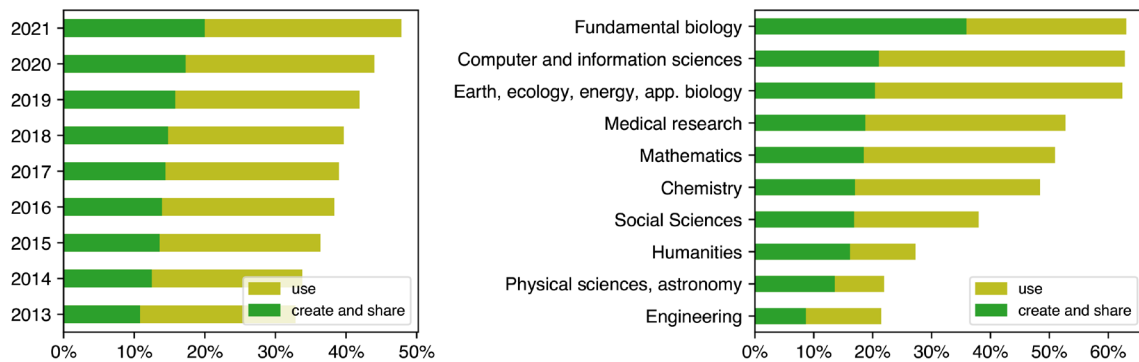 2021
2020
2019
2018
2017
2016
2015
2014
2013
use
create and share
0% 10% 20% 30% 40% 50%
Fundamental biology
Computer and information sciences
Earth, ecology, energy, app. biology
Medical research
Mathematics
Chemistry
Social Sciences
Humanities
Physical sciences, astronomy
Engineering
use
create and share
0% 10% 20% 30% 40% 50% 60%